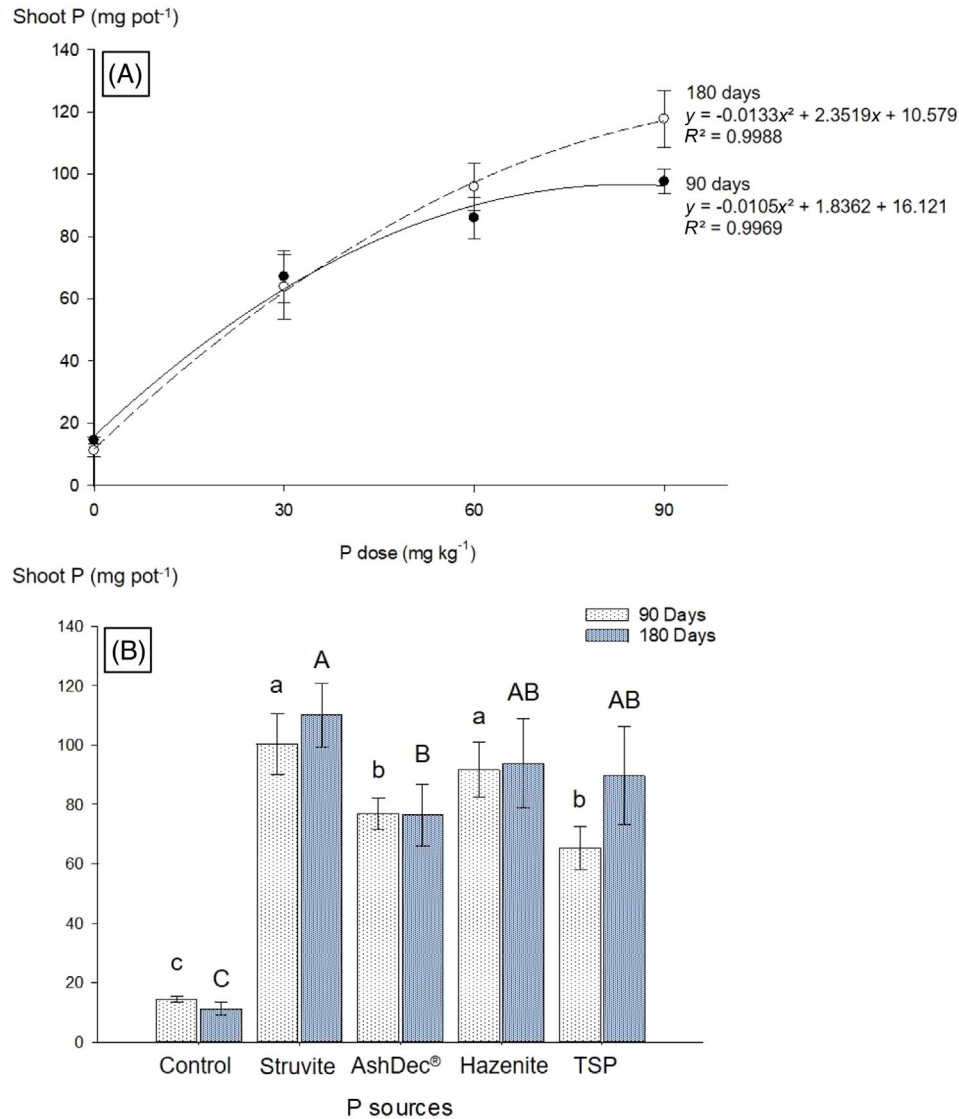 Shoot P (mg pot⁻¹)
140
120
100
80
60
40
20
0
(A)
180 days
y = -0.0133x² + 2.3519x + 10.579
R² = 0.9988
90 days
y = -0.0105x² + 1.8362 + 16.121
R² = 0.9969
0 30 60 90
P dose (mg kg⁻¹)
Shoot P (mg pot⁻¹)
140
120
100
80
60
40
20
0
(B)
90 Days
180 Days
c C a A b B a AB b AB
Control Struvite AshDec® Hazenite TSP
P sources